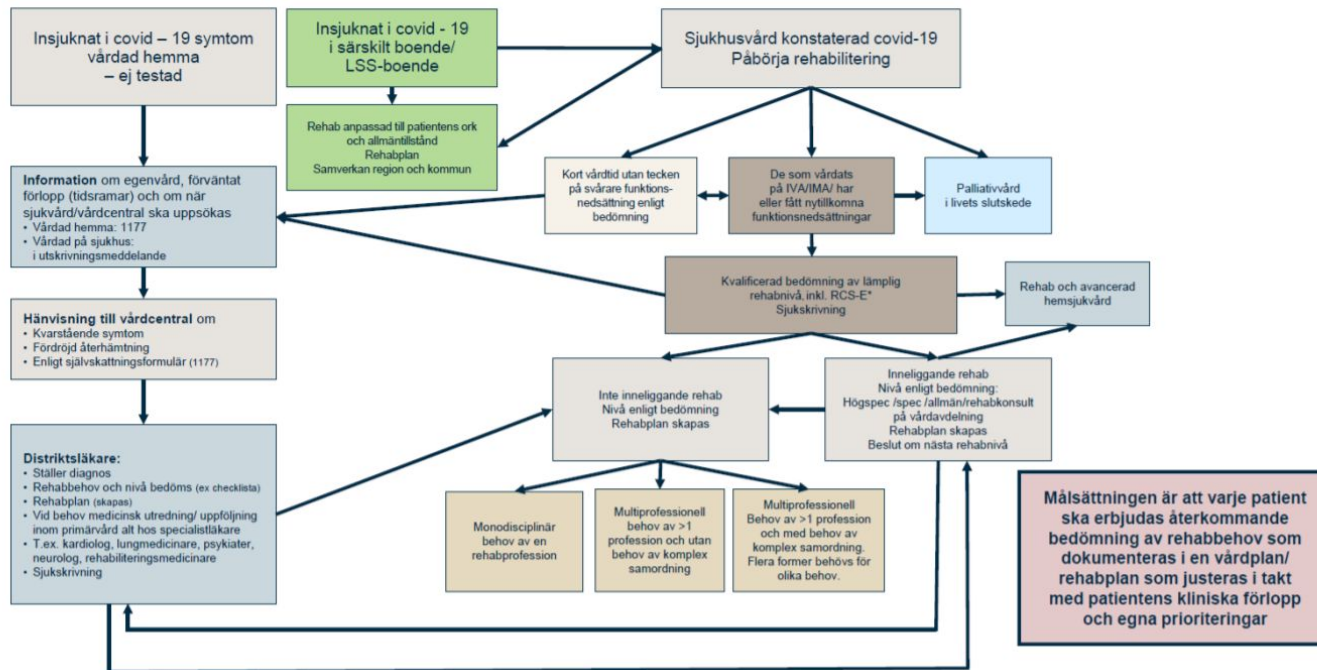 Insjuknat i covid – 19 symtom
vårdad hemma
– ej testad
Insjuknat i covid - 19
i särskilt boende/
LSS-boende
Sjukhusvård konstaterad covid-19
Påbörja rehabilitering
Rehab anpassad till patientens ork
och allmäntillstånd
Rehabplan
Samverkan region och kommun
Information om egenvård, förväntat
förlopp (tidsramar) och om när
sjukvård/vårdcentral ska uppsökas
• Vårdad hemma: 1177
• Vårdad på sjukhus:
i utskrivningsmeddelande
Kort vårdtid utan tecken
på svårare funktions-
nedsättning enligt
bedömning
De som vårdats
på IVA/IMA/ har
eller fått nytillkomna
funktionsnedsättningar
Palliativvård
i livets slutskede
Kvalificerad bedömning av lämplig
rehabnivå, inkl. RCS-E*
Sjukskrivning
Rehab och avancerad
hemsjukvård
Hänvisning till vårdcentral om
• Kvarstående symtom
• Fördröjd återhämtning
• Enligt självskattningsformulär (1177)
Inte inneliggande rehab
Nivå enligt bedömning
Rehabplan skapas
Inneliggande rehab
Nivå enligt bedömning:
Högspec /spec /allmän/rehabkonsult
på vårdavdelning
Rehabplan skapas
Beslut om nästa rehabnivå
Distriktsläkare:
• Ställer diagnos
• Rehabbehov och nivå bedöms (ex checklista)
• Rehabplan (skapas)
• Vid behov medicinsk utredning/ uppföljning
inom primärvård alt hos specialistläkare
• T.ex. kardiolog, lungmedicinare, psykiater,
neurolog, rehabiliteringsmedicinare
• Sjukskrivning
Monodisciplinär
behov av en
rehabprofession
Multiprofessionell
behov av >1
profession och utan
behov av komplex
samordning
Multiprofessionell
Behov av >1 profession
och med behov av
komplex samordning.
Flera former behövs för
olika behov.
Målsättningen är att varje patient
ska erbjudas återkommande
bedömning av rehabbehov som
dokumenteras i en vårdplan/
rehabplan som justeras i takt
med patientens kliniska förlopp
och egna prioriteringar